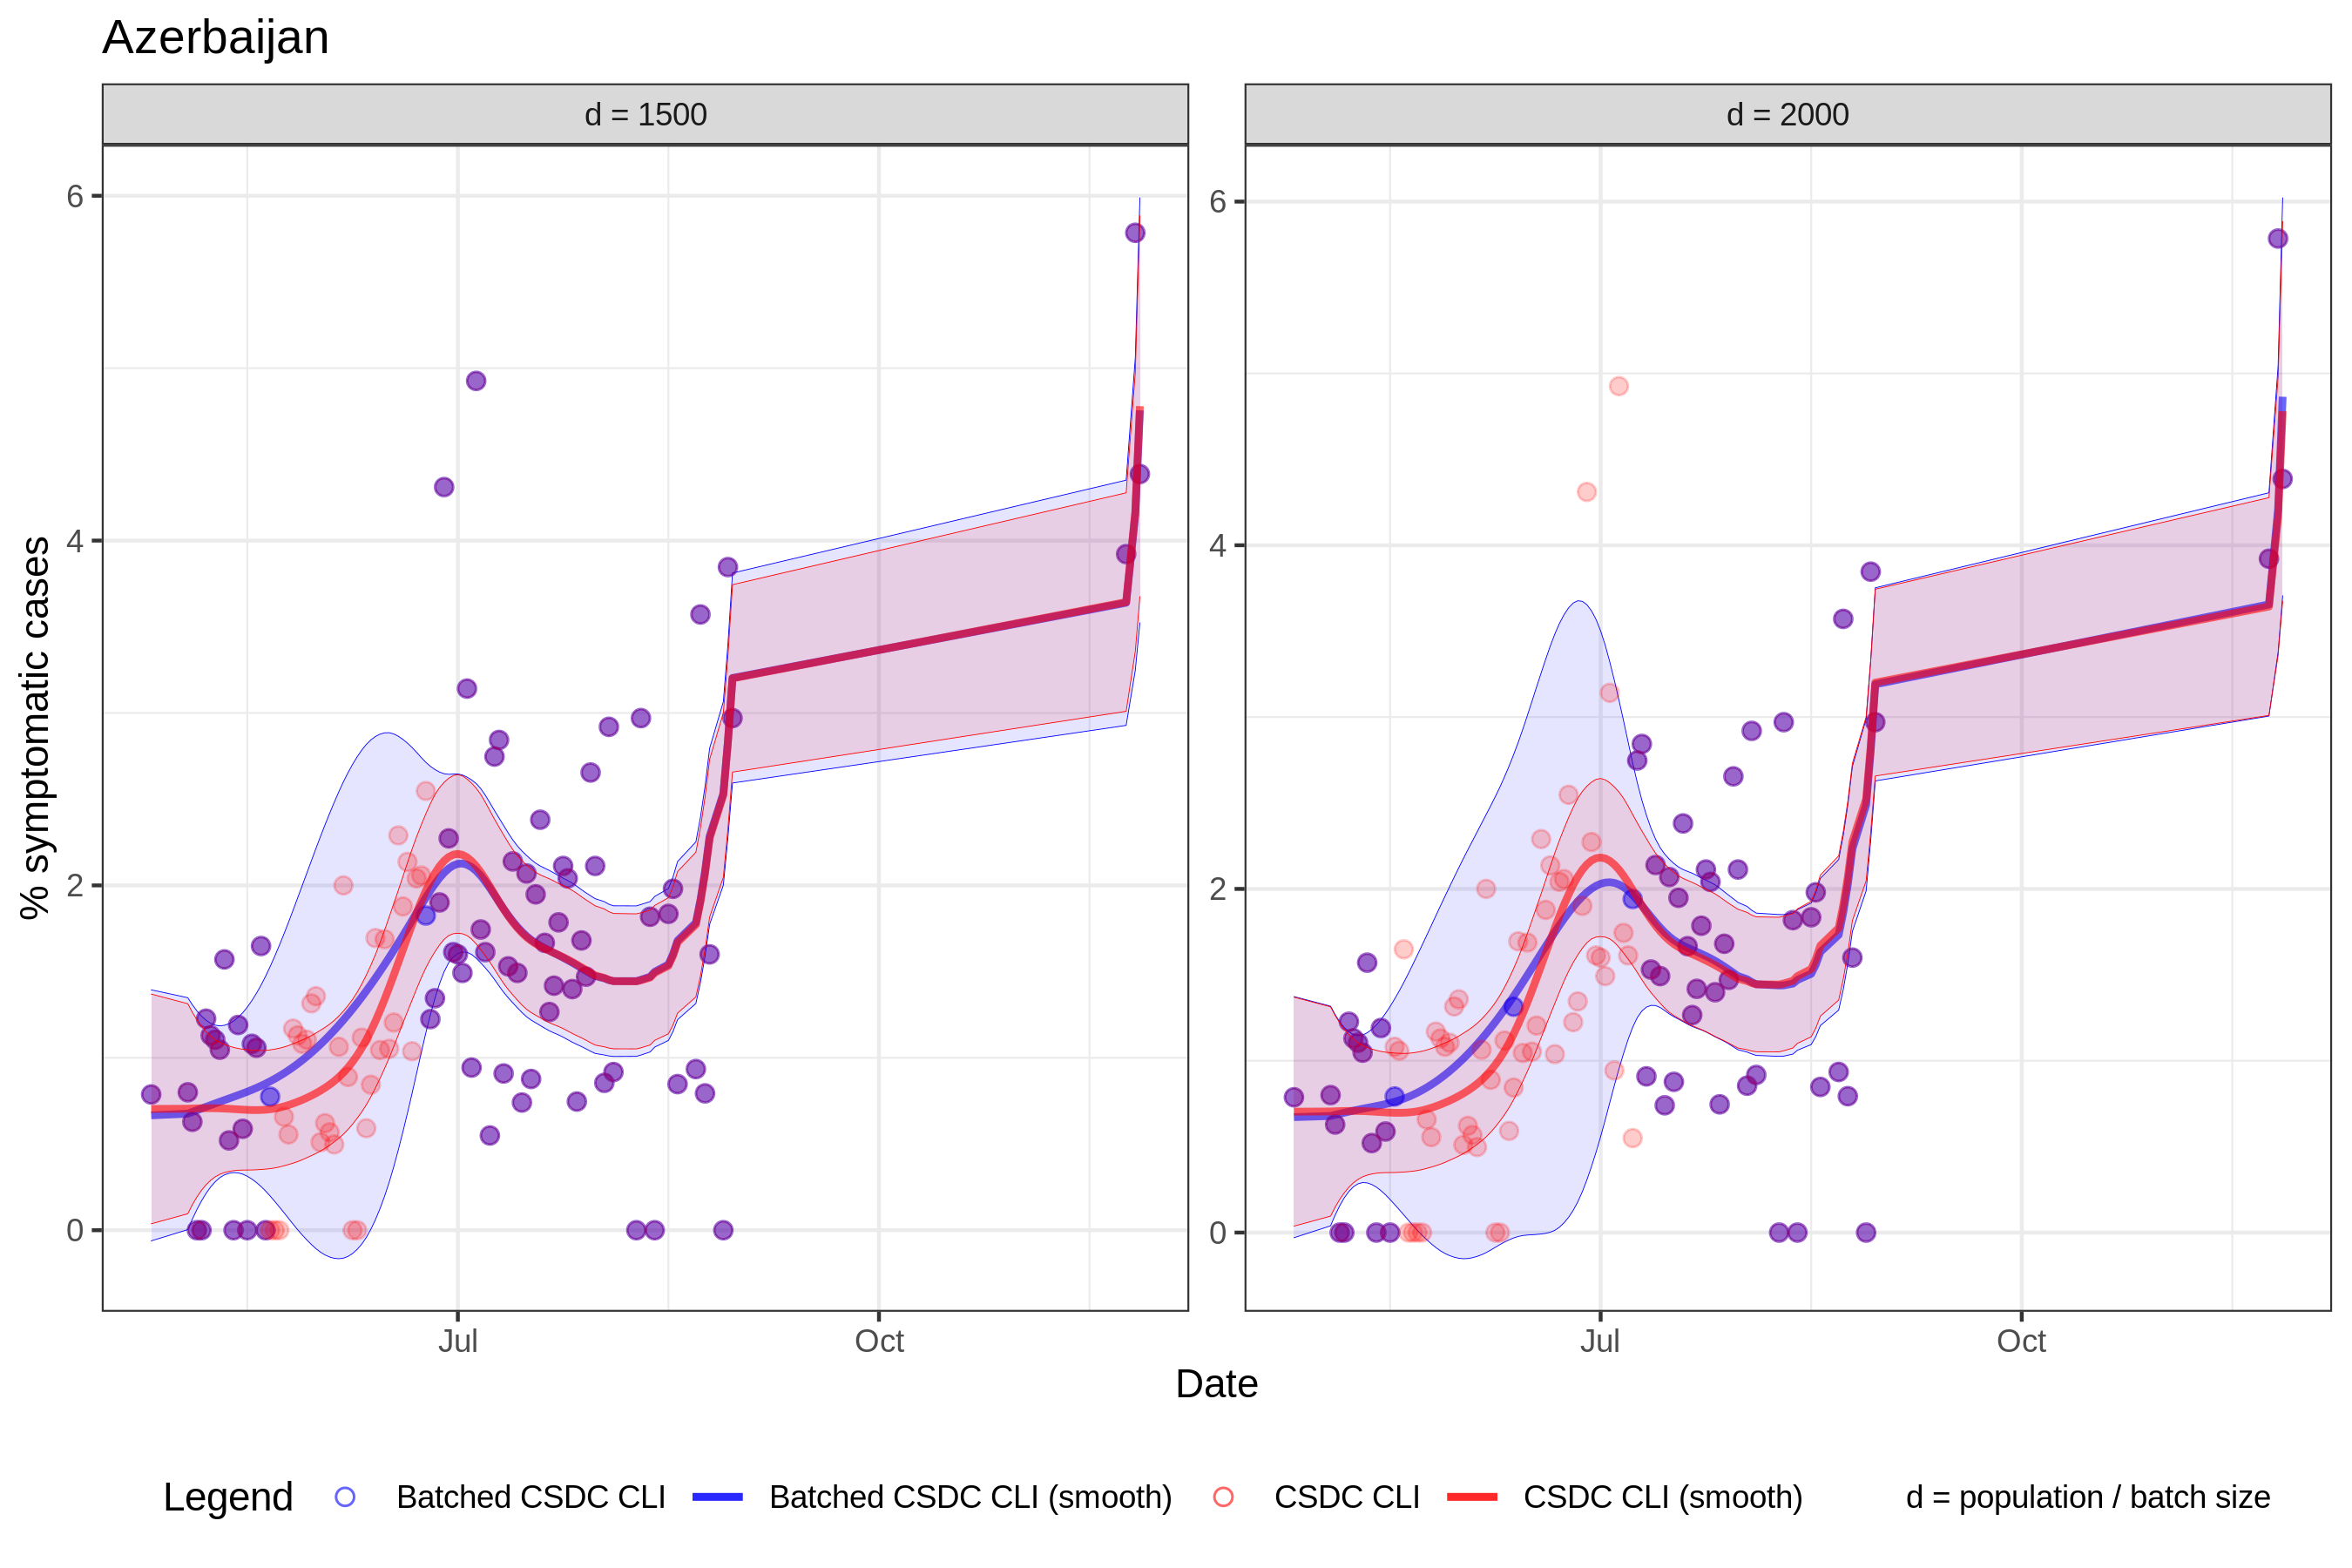 Azerbaijan
d = 1500
d = 2000
6
4
2
0
6
4
2
0
% symptomatic cases
Jul
Oct
Jul
Oct
Date
Legend
Batched CSDC CLI
Batched CSDC CLI (smooth)
CSDC CLI
CSDC CLI (smooth)
d = population / batch size